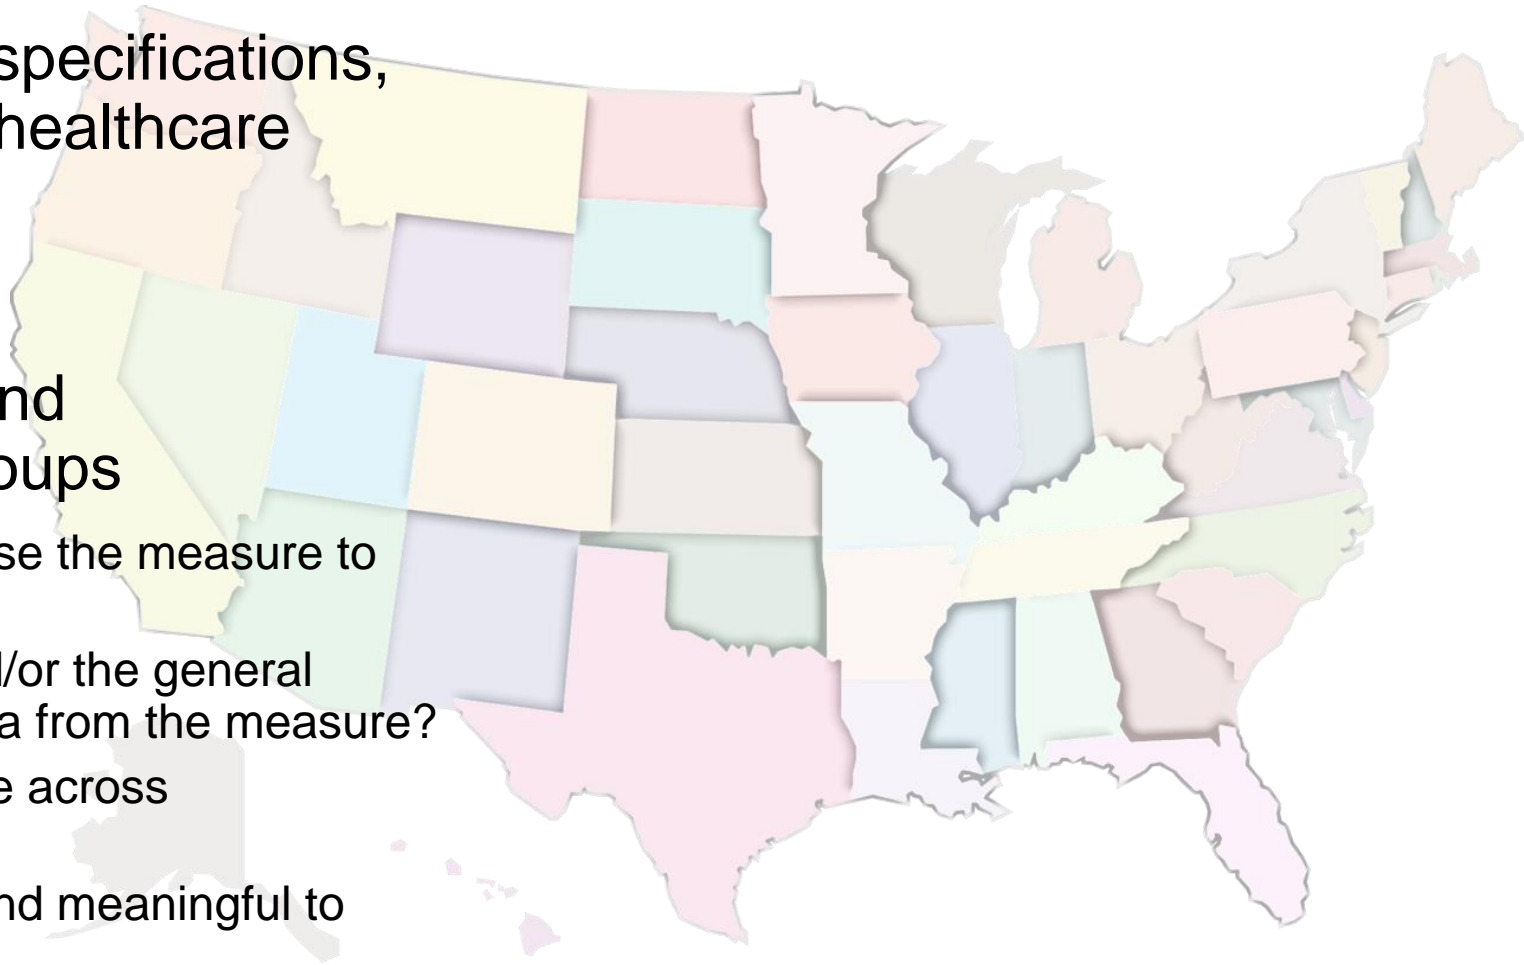 specifications,
healthcare
nd
oups
se the measure to
l/or the general
a from the measure?
e across
nd meaningful to